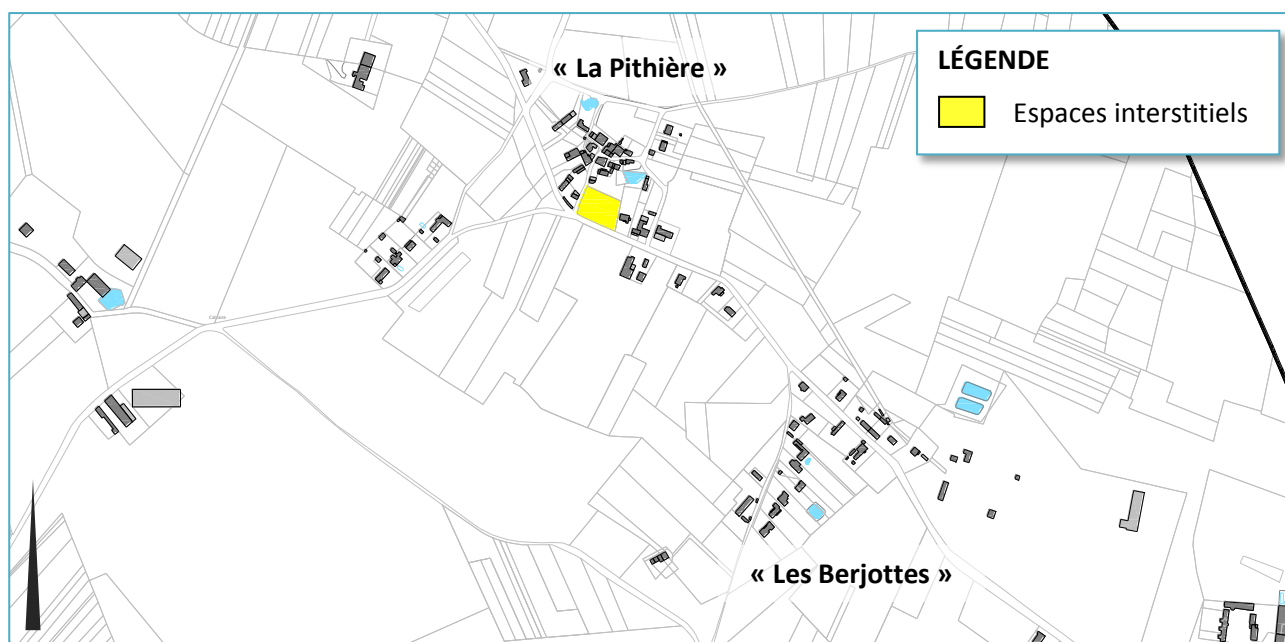 « La Pithière »
LÉGENDE
Espaces interstitiels
« Les Berjottes »